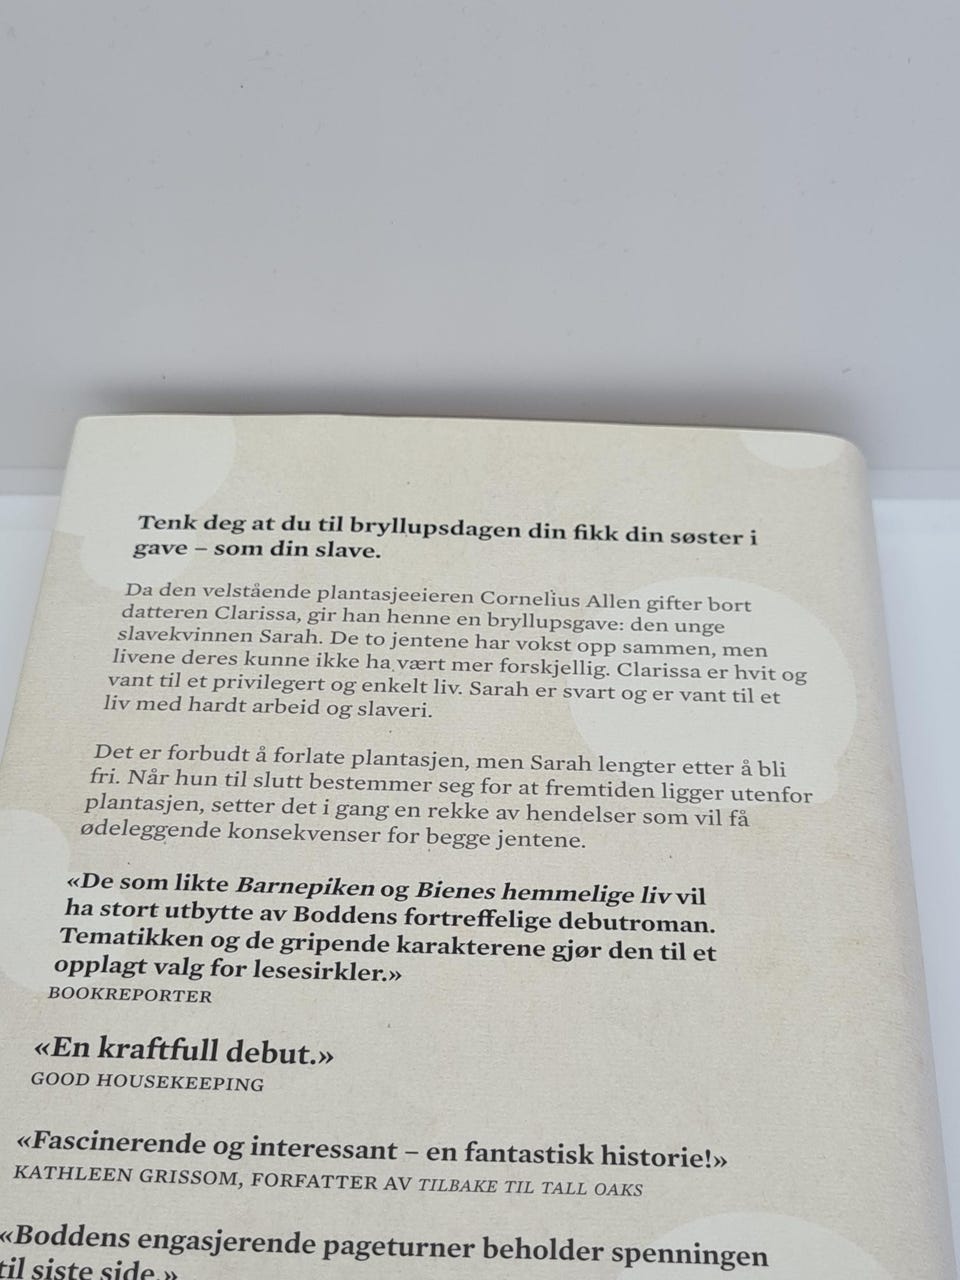 Tenk deg at du til bryllupsdagen din fikk din søster i
gave – som din slave.
Da den velstående plantasjeeieren Cornelius Allen gifter bort
datteren Clarissa, gir han henne en bryllupsgave: den unge
slavekvinnen Sarah. De to jentene har vokst opp sammen, men
livene deres kunne ikke ha vært mer forskjellig. Clarissa er hvit og
vant til et privilegert og enkelt liv. Sarah er svart og er vant til et
liv med hardt arbeid og slaveri.
Det er forbudt å forlate plantasjen, men Sarah lengter etter å bli
fri. Når hun til slutt bestemmer seg for at fremtiden ligger utenfor
plantasjen, setter det i gang en rekke av hendelser som vil få
ødeleggende konsekvenser for begge jentene.
«De som likte Barnepiken og Bienes hemmelige liv vil
ha stort utbytte av Boddens fortreffelige debutroman.
Tematikken og de gripende karakterene gjør den til et
opplagt valg for lesesirkler.»
BOOKREPORTER
«En kraftfull debut.»
GOOD HOUSEKEEPING
«Fascinerende og interessant – en fantastisk historie!»
KATHLEEN GRISSOM, FORFATTER AV TILBAKE TIL TALL OAKS
«Boddens engasjerende pageturner beholder spenningen
til siste side.»